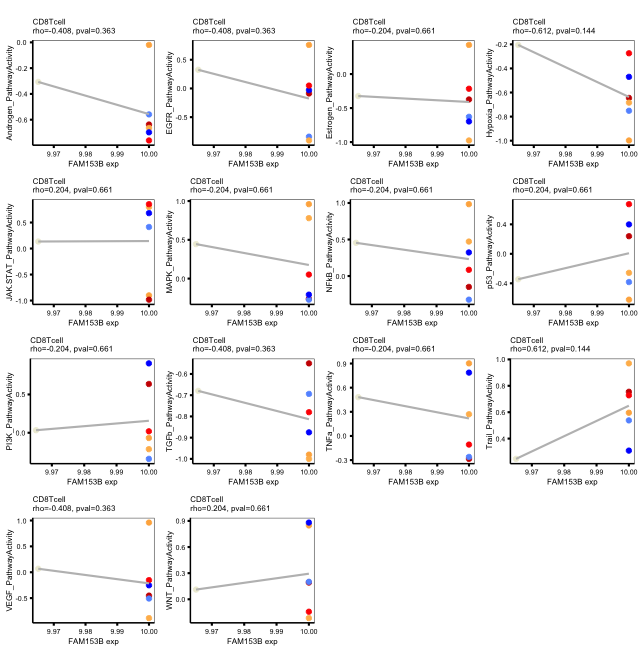 CD8Tcell
rho=-0.408, pval=0.363
Androgen_PathwayActivity
0.0
-0.2
-0.4
-0.6
9.97 9.98 9.99 10.00
FAM153B exp
CD8Tcell
rho=-0.408, pval=0.363
EGFR_PathwayActivity
0.5
0.0
-0.5
9.97 9.98 9.99 10.00
FAM153B exp
CD8Tcell
rho=-0.204, pval=0.661
Estrogen_PathwayActivity
0.0
-0.5
-1.0
9.97 9.98 9.99 10.00
FAM153B exp
CD8Tcell
rho=-0.612, pval=0.144
Hypoxia_PathwayActivity
-0.2
-0.4
-0.6
-0.8
-1.0
9.97 9.98 9.99 10.00
FAM153B exp
CD8Tcell
rho=0.204, pval=0.661
JAK.STAT_PathwayActivity
0.5
0.0
-0.5
-1.0
9.97 9.98 9.99 10.00
FAM153B exp
CD8Tcell
rho=-0.204, pval=0.661
MAPK_PathwayActivity
1.0
0.5
0.0
9.97 9.98 9.99 10.00
FAM153B exp
CD8Tcell
rho=-0.204, pval=0.661
NFkB_PathwayActivity
1.0
0.5
0.0
9.97 9.98 9.99 10.00
FAM153B exp
CD8Tcell
rho=0.204, pval=0.661
p53_PathwayActivity
0.4
0.0
-0.4
9.97 9.98 9.99 10.00
FAM153B exp
CD8Tcell
rho=-0.204, pval=0.661
PI3K_PathwayActivity
0.5
0.0
9.97 9.98 9.99 10.00
FAM153B exp
CD8Tcell
rho=-0.408, pval=0.363
TGFb_PathwayActivity
-0.6
-0.7
-0.8
-0.9
-1.0
9.97 9.98 9.99 10.00
FAM153B exp
CD8Tcell
rho=-0.204, pval=0.661
TNFa_PathwayActivity
0.9
0.6
0.3
0.0
-0.3
9.97 9.98 9.99 10.00
FAM153B exp
CD8Tcell
rho=0.612, pval=0.144
Trail_PathwayActivity
1.0
0.8
0.6
0.4
9.97 9.98 9.99 10.00
FAM153B exp
CD8Tcell
rho=-0.408, pval=0.363
VEGF_PathwayActivity
1.0
0.5
0.0
-0.5
9.97 9.98 9.99 10.00
FAM153B exp
CD8Tcell
rho=0.204, pval=0.661
WNT_PathwayActivity
0.9
0.6
0.3
0.0
9.97 9.98 9.99 10.00
FAM153B exp